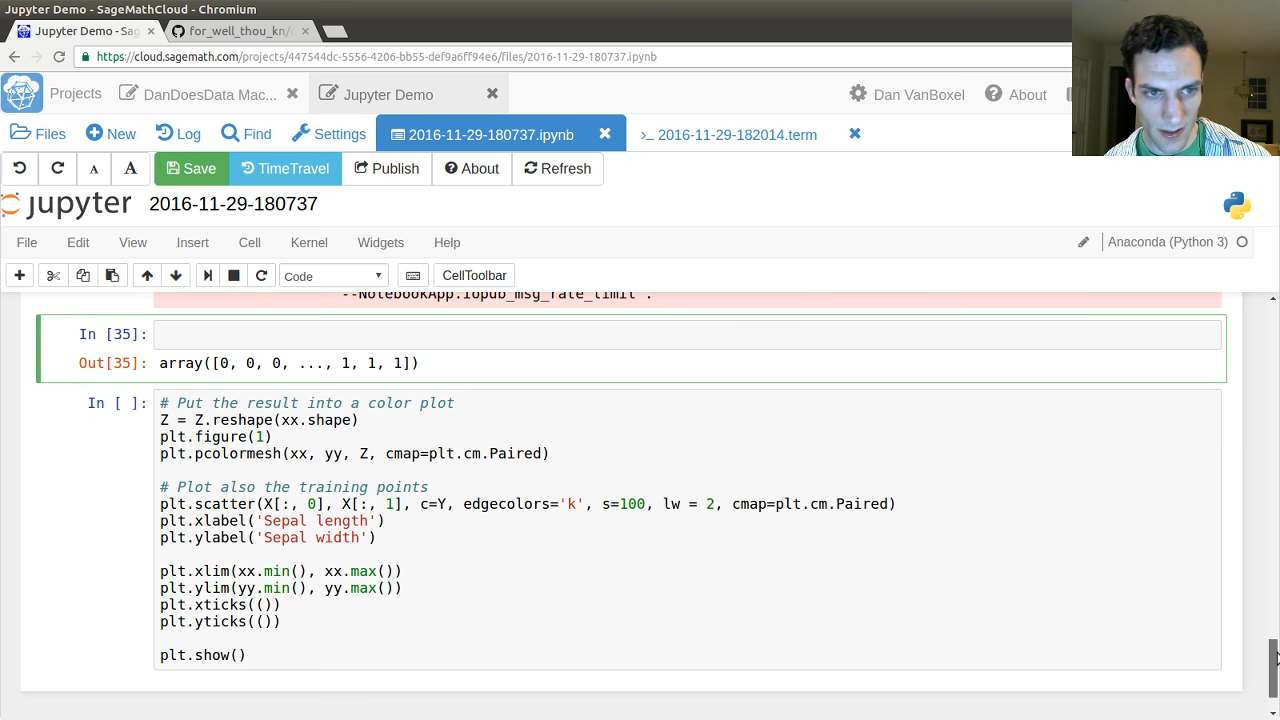 Jupyter Demo - SageMathCloud - Chromium
Jupyter Demo - Sag
for_well_thou_kn/
https://cloud.sagemath.com/projects/447544dc-5556-4206-bb55-def9a6ff94e6/files/2016-11-29-180737.ipynb
Projects DanDoesData Mac... Jupyter Demo Dan VanBoxel About
Files New Log Find Settings 2016-11-29-180737.ipynb >_ 2016-11-29-182014.term
A A Save TimeTravel Publish About Refresh
jupyter 2016-11-29-180737
File Edit View Insert Cell Kernel Widgets Help Anaconda (Python 3)
Code CellToolbar
--NotebookApp.iopub_msg_rate_limit`.
In [35]:
Out[35]: array([0, 0, 0, ..., 1, 1, 1])
In [ ]: # Put the result into a color plot
Z = Z.reshape(xx.shape)
plt.figure(1)
plt.pcolormesh(xx, yy, Z, cmap=plt.cm.Paired)
# Plot also the training points
plt.scatter(X[:, 0], X[:, 1], c=Y, edgecolors='k', s=100, lw = 2, cmap=plt.cm.Paired)
plt.xlabel('Sepal length')
plt.ylabel('Sepal width')
plt.xlim(xx.min(), xx.max())
plt.ylim(yy.min(), yy.max())
plt.xticks(())
plt.yticks(())
plt.show()